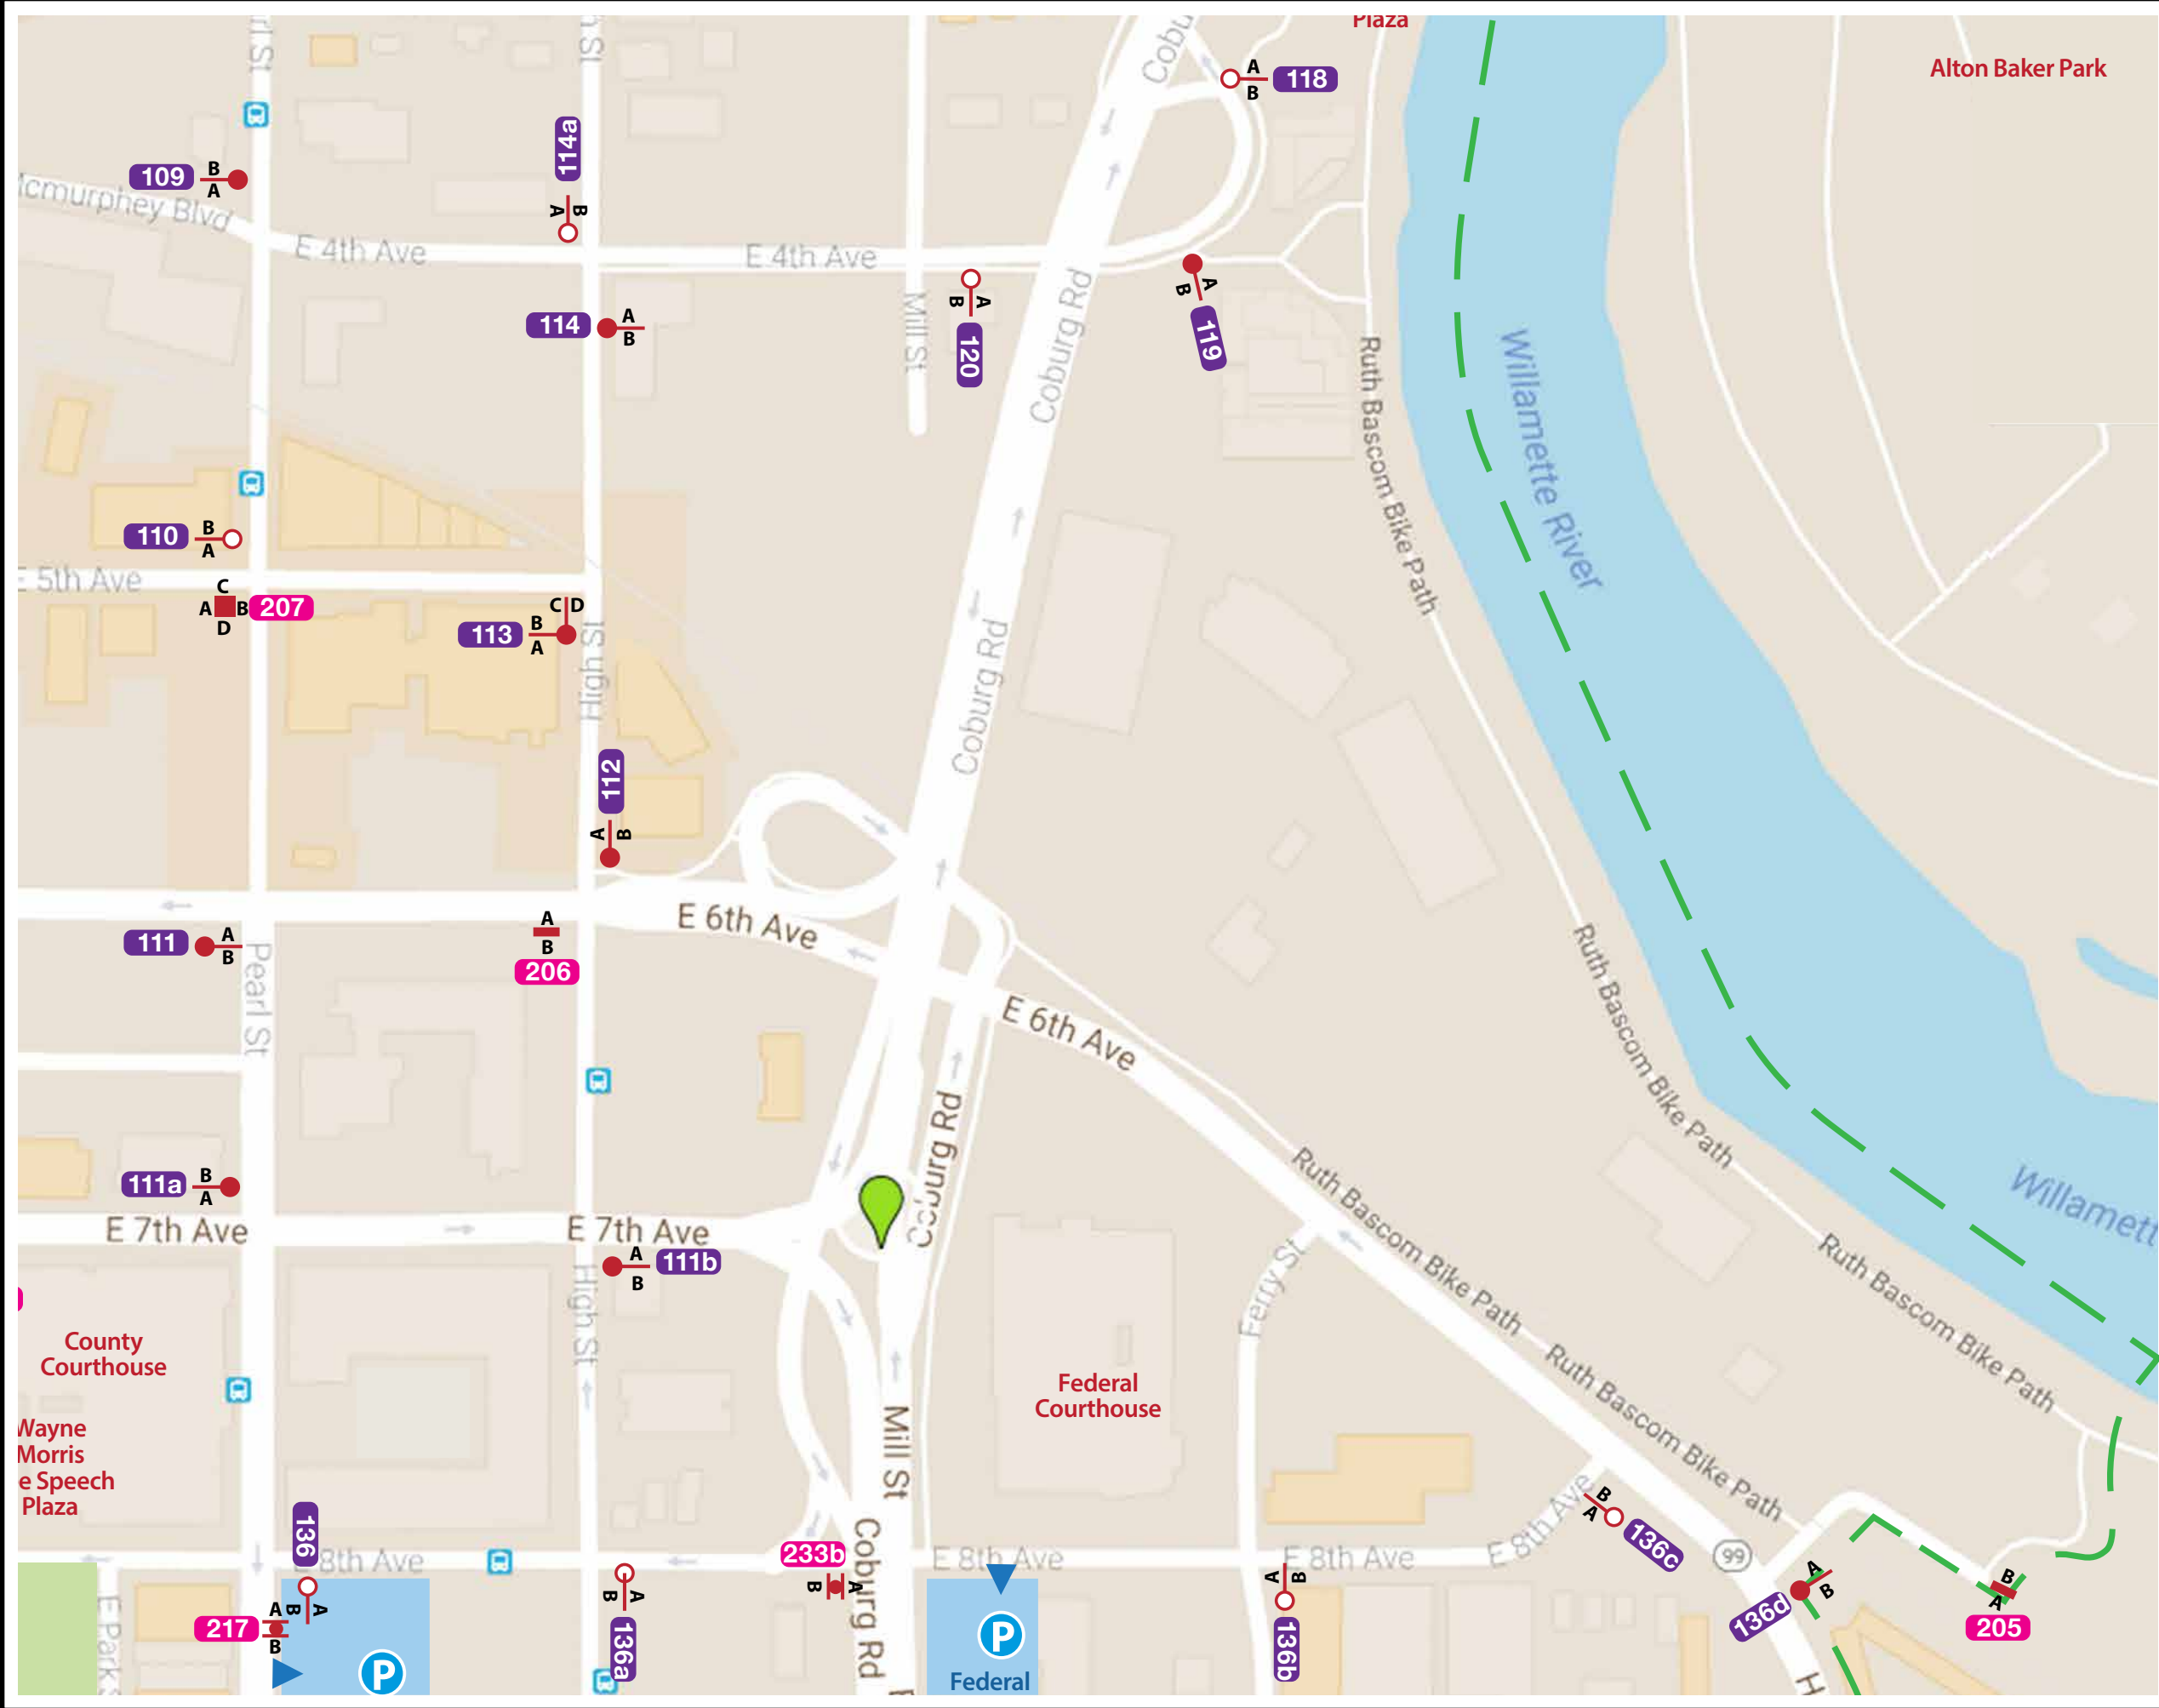 Plaza
Alton Baker Park
rl St
h St
Cobu
A
B
118
114a
A
B
109
B
A
cmurphey Blvd
E 4th Ave
E 4th Ave
114
A
B
Mill St
B
A
120
Coburg Rd
A
B
119
Ruth Bascom Bike Path
Willamette River
110
B
A
E 5th Ave
C
A
B
D
207
C
D
113
B
A
High St
Coburg Rd
112
A
B
E 6th Ave
111
A
B
A
B
206
Pearl St
E 6th Ave
Ruth Bascom Bike Path
Coburg Rd
111a
B
A
E 7th Ave
E 7th Ave
Ruth Bascom Bike Path
Willamett
Ruth Bascom Bike Path
A
B
111b
High St
Ferry St
County
Courthouse
Federal
Courthouse
Ruth Bascom Bike Path
Wayne
Morris
e Speech
Plaza
Mill St
136
8th Ave
233b
B
A
Coburg Rd
E 8th Ave
E 8th Ave
E 8th Ave
B
A
136c
99
A
B
136d
B
A
205
217
A
B
B
A
E Park S
P
B
A
136a
P
Federal
A
B
136b
H